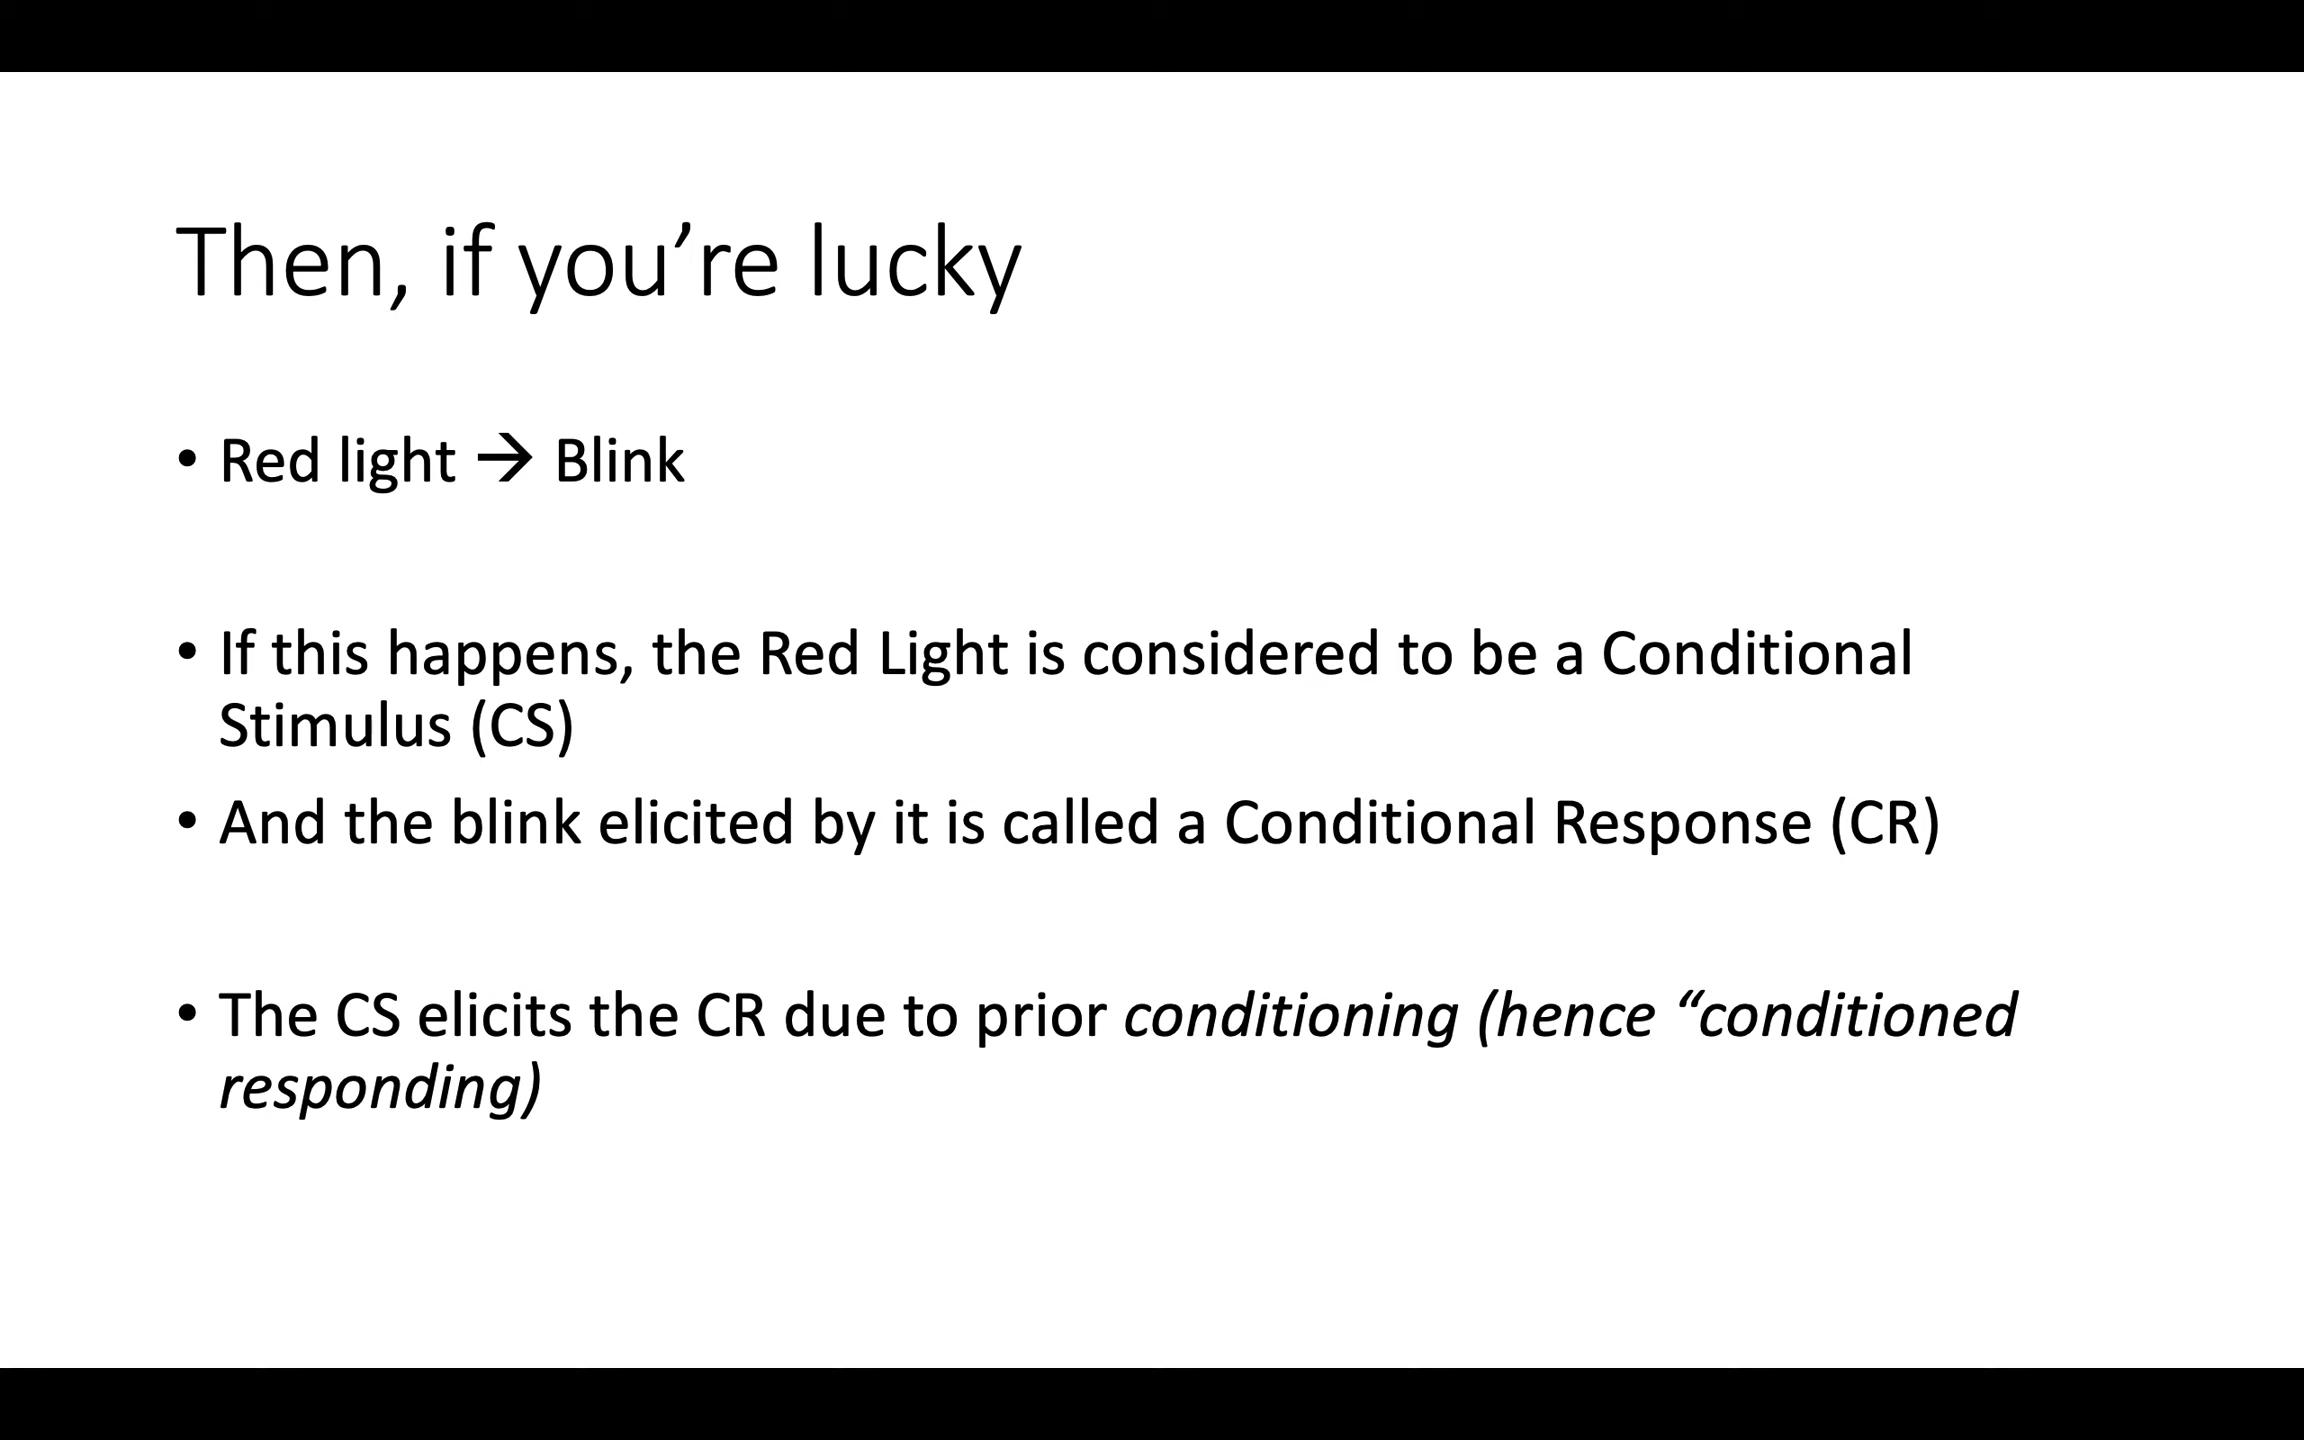 Then, if you’re lucky
• Red light → Blink
• If this happens, the Red Light is considered to be a Conditional
Stimulus (CS)
• And the blink elicited by it is called a Conditional Response (CR)
• The CS elicits the CR due to prior conditioning (hence “conditioned
responding)